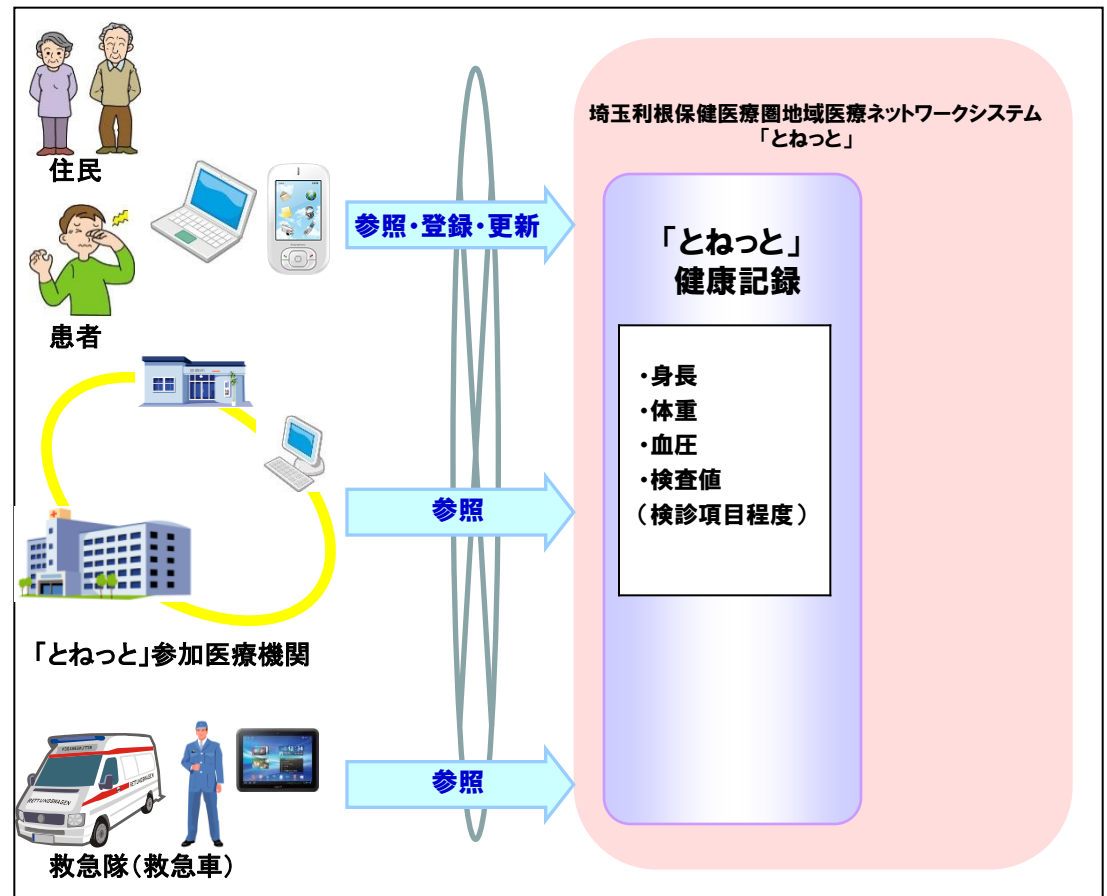 住民
患者
「とねっと」参加医療機関
救急隊(救急車)
RETTUNGSWAGEN
RETTUNGSWAGEN
参照・登録・更新
参照
参照
埼玉利根保健医療圏地域医療ネットワークシステム
「とねっと」
「とねっと」
健康記録
・身長
・体重
・血圧
・検査値
(検診項目程度)